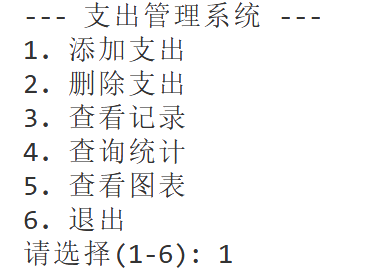 --- 支出管理系统 ---
1. 添加支出
2. 删除支出
3. 查看记录
4. 查询统计
5. 查看图表
6. 退出
请选择(1-6): 1